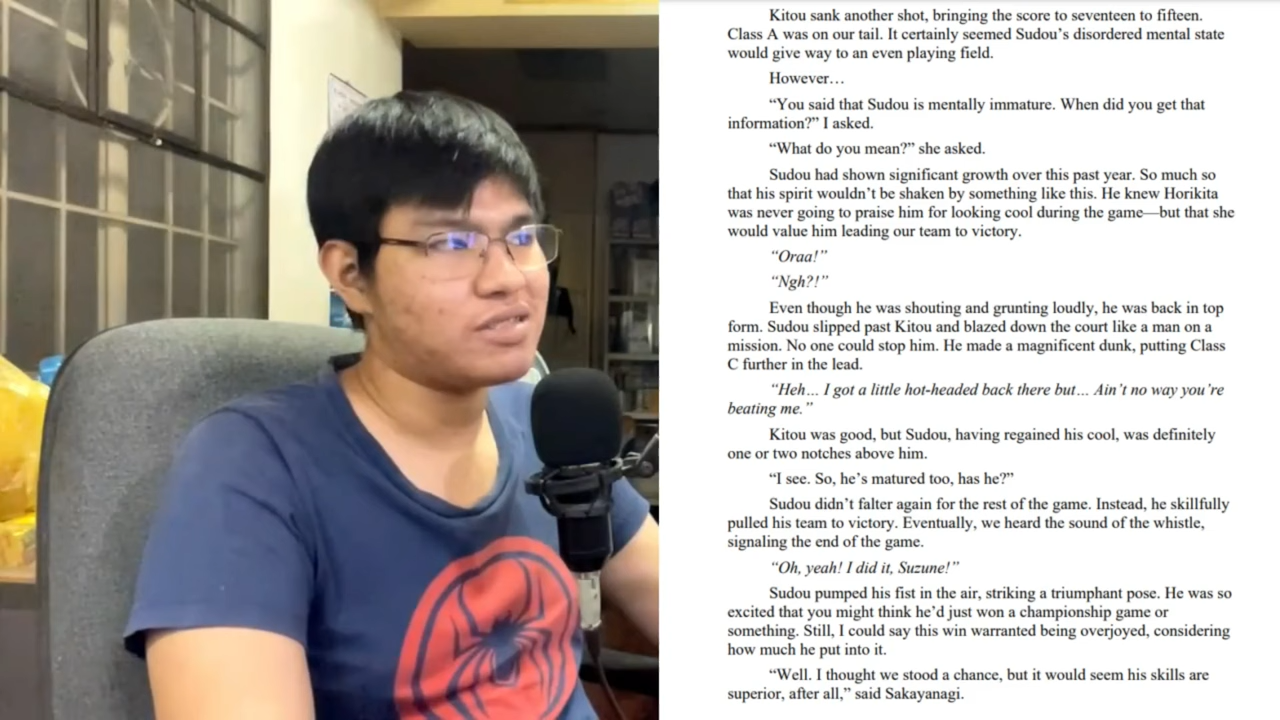 Kitou sank another shot, bringing the score to seventeen to fifteen.
Class A was on our tail. It certainly seemed Sudou’s disordered mental state
would give way to an even playing field.
However…
“You said that Sudou is mentally immature. When did you get that
information?” I asked.
“What do you mean?” she asked.
Sudou had shown significant growth over this past year. So much so
that his spirit wouldn’t be shaken by something like this. He knew Horikita
was never going to praise him for looking cool during the game—but that she
would value him leading our team to victory.
“Oraa!”
“Ngh?!”
Even though he was shouting and grunting loudly, he was back in top
form. Sudou slipped past Kitou and blazed down the court like a man on a
mission. No one could stop him. He made a magnificent dunk, putting Class
C further in the lead.
“Heh… I got a little hot-headed back there but… Ain’t no way you’re
beating me.”
Kitou was good, but Sudou, having regained his cool, was definitely
one or two notches above him.
“I see. So, he’s matured too, has he?”
Sudou didn’t falter again for the rest of the game. Instead, he skillfully
pulled his team to victory. Eventually, we heard the sound of the whistle,
signaling the end of the game.
“Oh, yeah! I did it, Suzune!”
Sudou pumped his fist in the air, striking a triumphant pose. He was so
excited that you might think he’d just won a championship game or
something. Still, I could say this win warranted being overjoyed, considering
how much he put into it.
“Well. I thought we stood a chance, but it would seem his skills are
superior, after all,” said Sakayanagi.